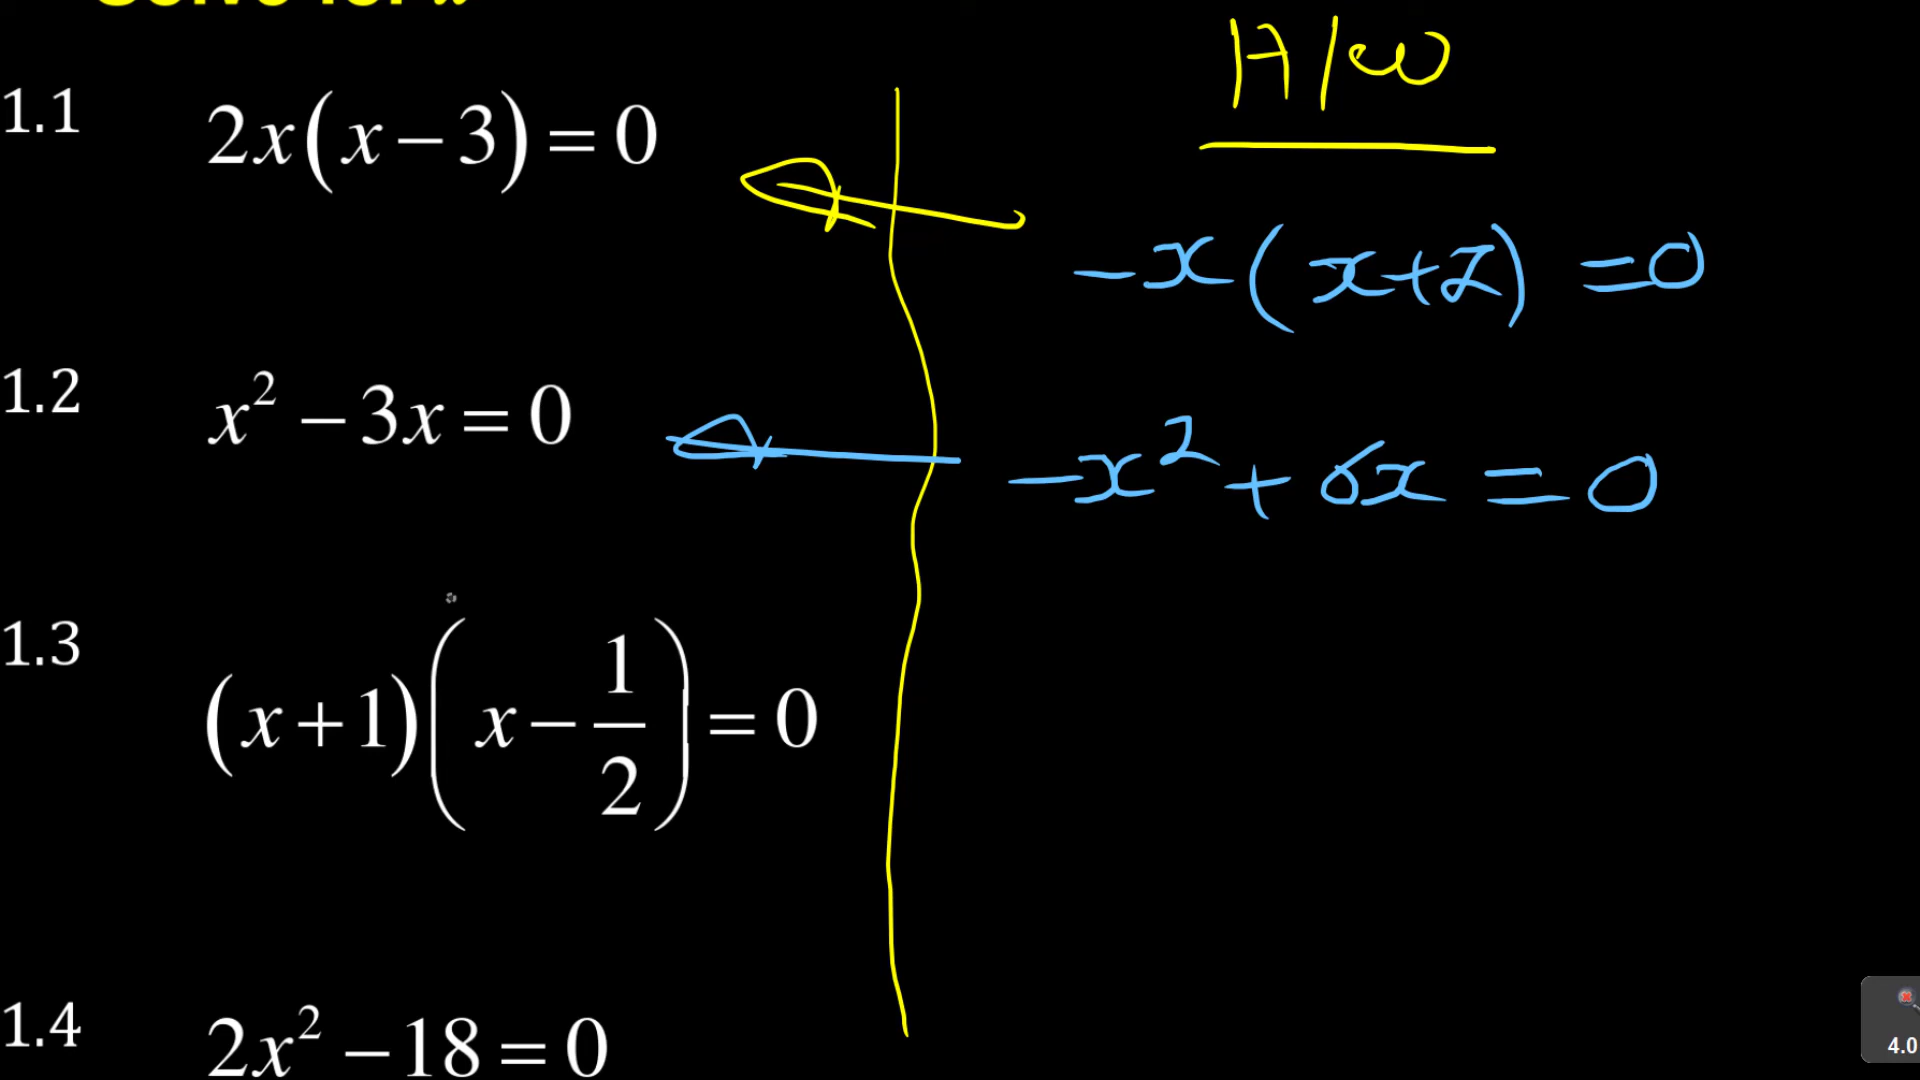 1.1 2x(x − 3) = 0
H/W
−x(x+2) = 0
1.2 x² − 3x = 0
−x² + 6x = 0
1.3 (x + 1)(x − 1/2) = 0
1.4 2x² − 18 = 0
4.0